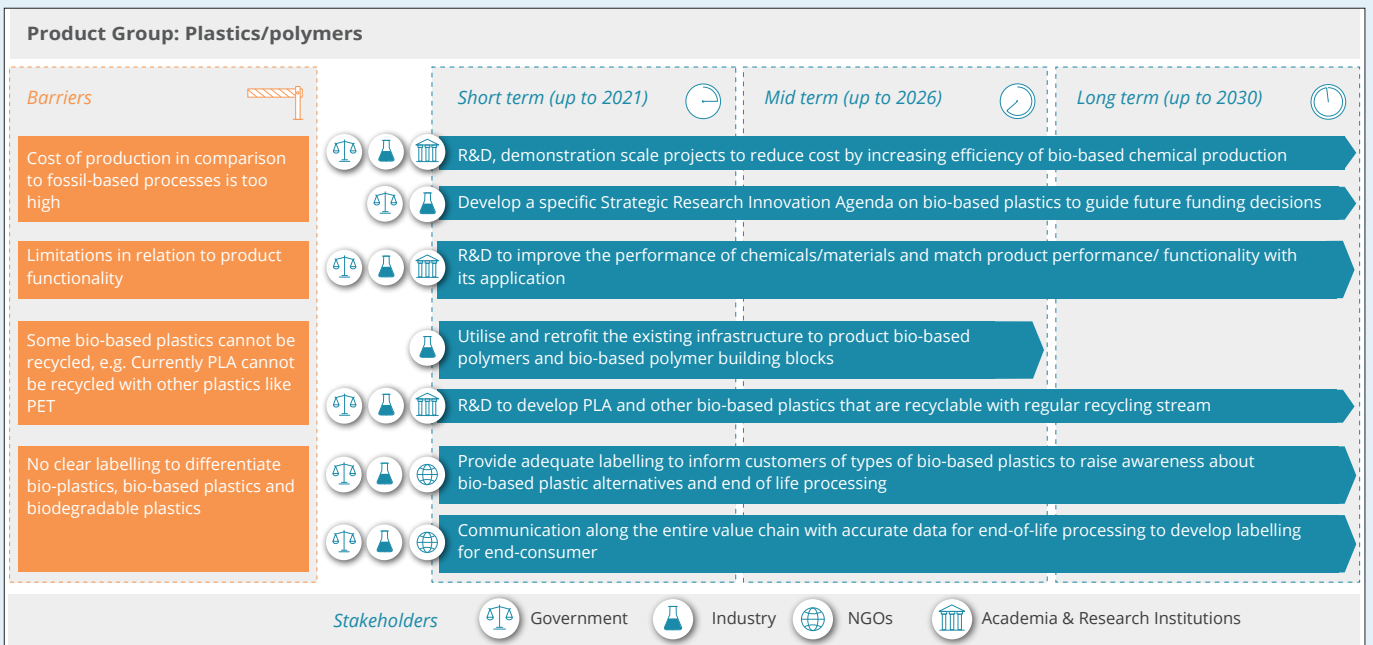 Product Group: Plastics/polymers
Barriers
Short term (up to 2021)
Mid term (up to 2026)
Long term (up to 2030)
Cost of production in comparison
to fossil-based processes is too
high
R&D, demonstration scale projects to reduce cost by increasing efficiency of bio-based chemical production
Develop a specific Strategic Research Innovation Agenda on bio-based plastics to guide future funding decisions
Limitations in relation to product
functionality
R&D to improve the performance of chemicals/materials and match product performance/ functionality with
its application
Some bio-based plastics cannot be
recycled, e.g. Currently PLA cannot
be recycled with other plastics like
PET
Utilise and retrofit the existing infrastructure to product bio-based
polymers and bio-based polymer building blocks
R&D to develop PLA and other bio-based plastics that are recyclable with regular recycling stream
No clear labelling to differentiate
bio-plastics, bio-based plastics and
biodegradable plastics
Provide adequate labelling to inform customers of types of bio-based plastics to raise awareness about
bio-based plastic alternatives and end of life processing
Communication along the entire value chain with accurate data for end-of-life processing to develop labelling
for end-consumer
Stakeholders
Government
Industry
NGOs
Academia & Research Institutions